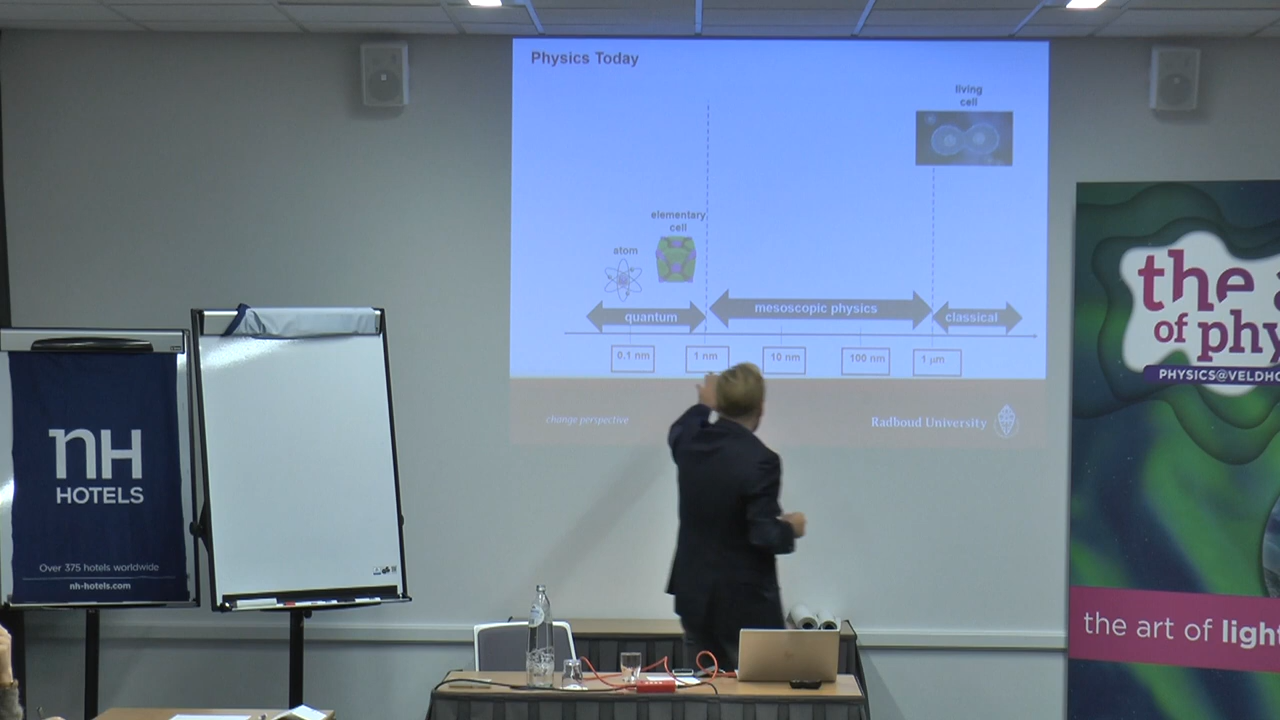 Physics Today
living
cell
elementary
cell
atom
quantum
mesoscopic physics
classical
0.1 nm
1 nm
10 nm
100 nm
1 µm
change perspective
Radboud University
nH
HOTELS
Over 375 hotels worldwide
nh-hotels.com
the
of phy
PHYSICS@VELDHO
the art of light